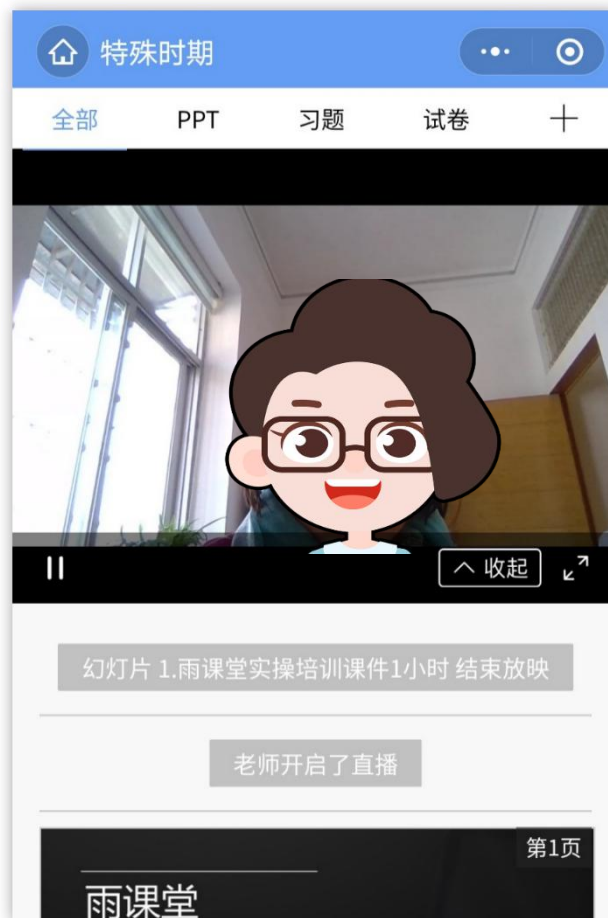 特殊时期
全部 PPT 习题 试卷
收起
幻灯片 1.雨课堂实操培训课件1小时 结束放映
老师开启了直播
第1页
雨课堂